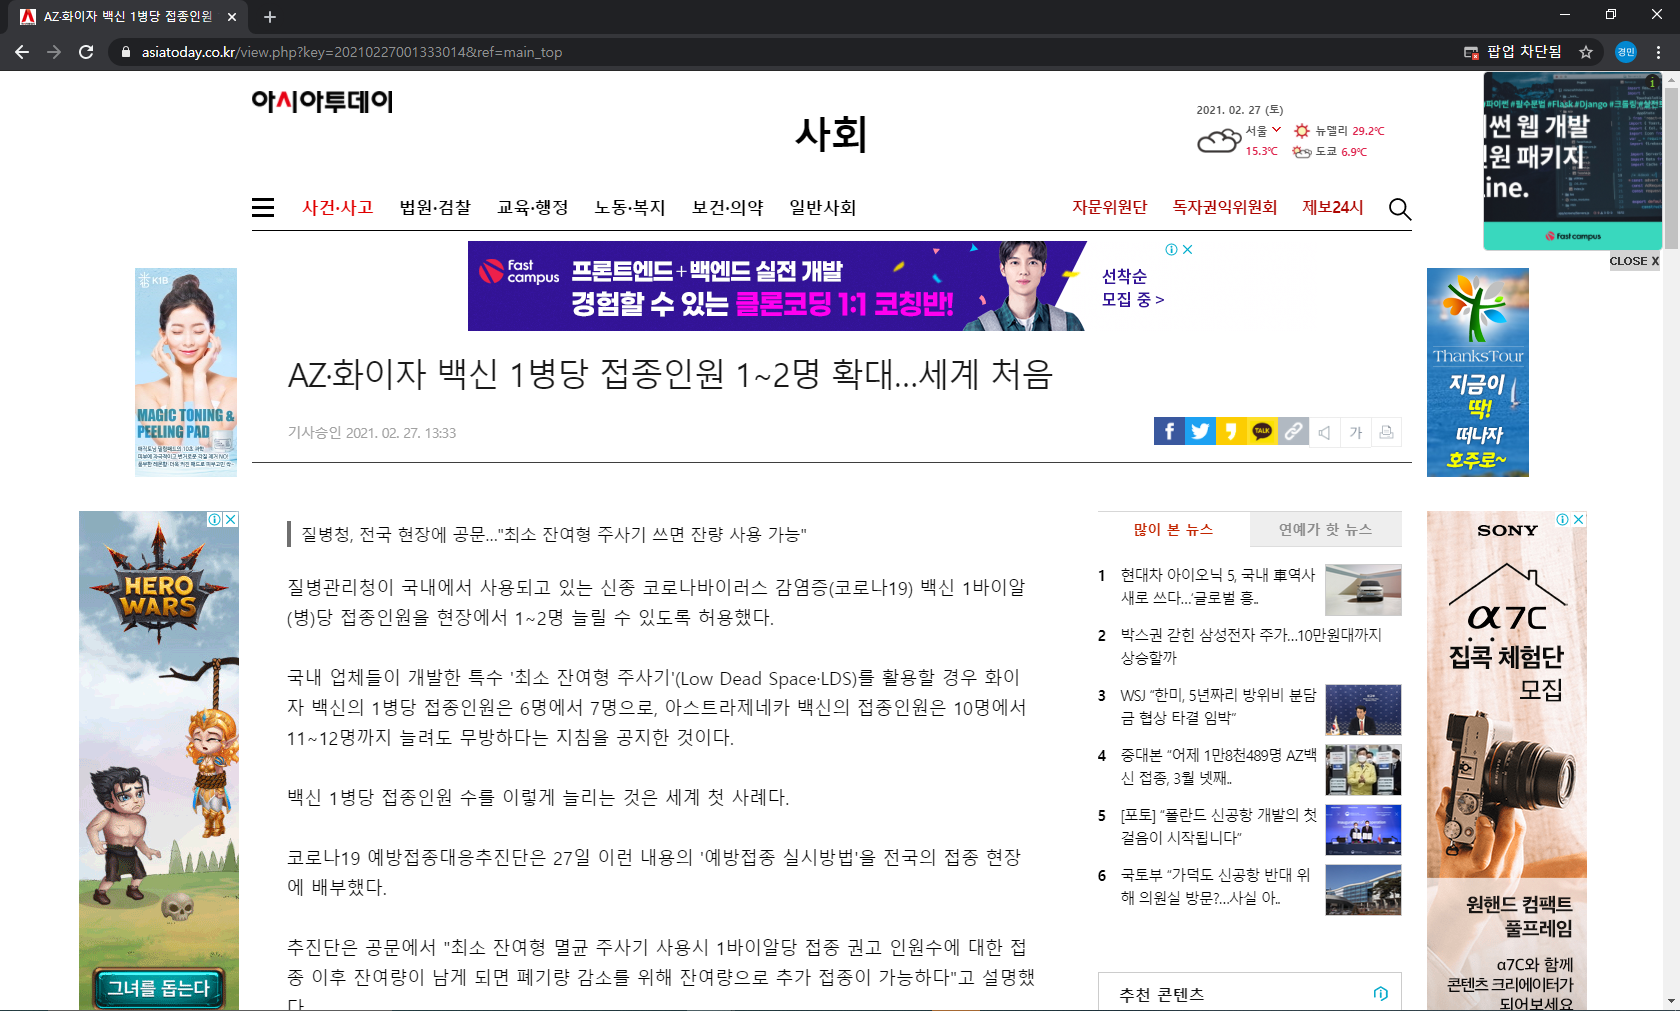 AZ·화이자 백신 1병당 접종인원
asiatoday.co.kr/view.php?key=20210227001333014&ref=main_top
팝업 차단됨
경민
아시아투데이
사회
2021. 02. 27 (토)
서울
15.3℃
뉴델리 29.2℃
도쿄 6.9℃
#파이썬 #필수문법 #Flask #Django #크롤링
썬 웹 개발
인원 패키지
Line.
Fast campus
CLOSE X
사건·사고 법원·검찰 교육·행정 노동·복지 보건·의약 일반사회
자문위원단 독자권익위원회 제보24시
Fast campus
프론트엔드+백엔드 실전 개발
경험할 수 있는 클론코딩 1:1 코칭반!
선착순
모집 중 >
K1B
MAGIC TONING &
PEELING PAD
ThanksTour
지금이
딱!
떠나자
호주로~
AZ·화이자 백신 1병당 접종인원 1~2명 확대...세계 처음
기사승인 2021. 02. 27. 13:33
TALK
가
HERO
WARS
그녀를 돕는다
질병청, 전국 현장에 공문..."최소 잔여형 주사기 쓰면 잔량 사용 가능"
질병관리청이 국내에서 사용되고 있는 신종 코로나바이러스 감염증(코로나19) 백신 1바이알
(병)당 접종인원을 현장에서 1~2명 늘릴 수 있도록 허용했다.
국내 업체들이 개발한 특수 '최소 잔여형 주사기'(Low Dead Space·LDS)를 활용할 경우 화이
자 백신의 1병당 접종인원은 6명에서 7명으로, 아스트라제네카 백신의 접종인원은 10명에서
11~12명까지 늘려도 무방하다는 지침을 공지한 것이다.
백신 1병당 접종인원 수를 이렇게 늘리는 것은 세계 첫 사례다.
코로나19 예방접종대응추진단은 27일 이런 내용의 '예방접종 실시방법'을 전국의 접종 현장
에 배부했다.
추진단은 공문에서 "최소 잔여형 멸균 주사기 사용시 1바이알당 접종 권고 인원수에 대한 접
종 이후 잔여량이 남게 되면 폐기량 감소를 위해 잔여량으로 추가 접종이 가능하다"고 설명했
다.
많이 본 뉴스
연예가 핫 뉴스
1 현대차 아이오닉 5, 국내 車역사
새로 쓰다...'글로벌 흥..
2 박스권 갇힌 삼성전자 주가...10만원대까지
상승할까
3 WSJ "한미, 5년짜리 방위비 분담
금 협상 타결 임박"
4 중대본 "어제 1만8천489명 AZ백
신 접종, 3월 넷째..
5 [포토] "폴란드 신공항 개발의 첫
걸음이 시작됩니다"
6 국토부 "가덕도 신공항 반대 위
해 의원실 방문?...사실 아..
추천 콘텐츠
SONY
α7C
집콕 체험단
모집
원핸드 컴팩트
풀프레임
α7C와 함께
콘텐츠 크리에이터가
되어보세요